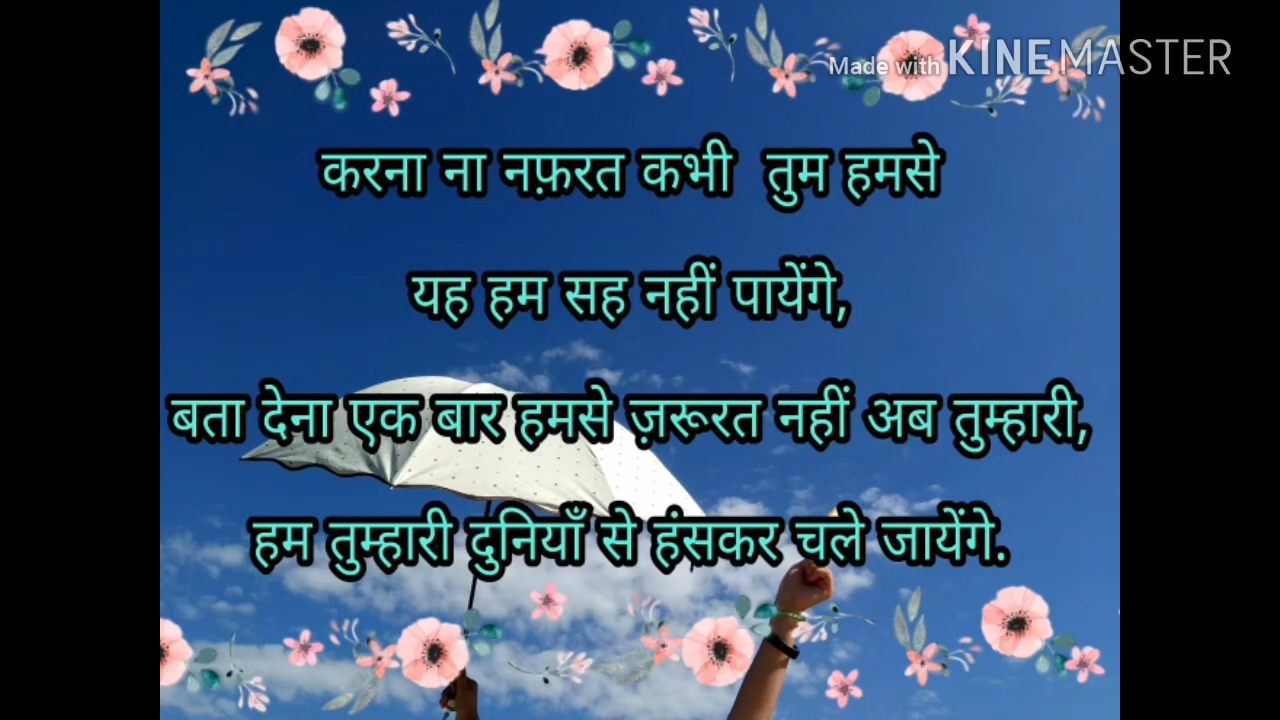 Made with KINEMASTER
करना ना नफ़रत कभी तुम हमसे
यह हम सह नहीं पायेंगे,
बता देना एक बार हमसे ज़रूरत नहीं अब तुम्हारी,
हम तुम्हारी दुनियाँ से हंसकर चले जायेंगे.